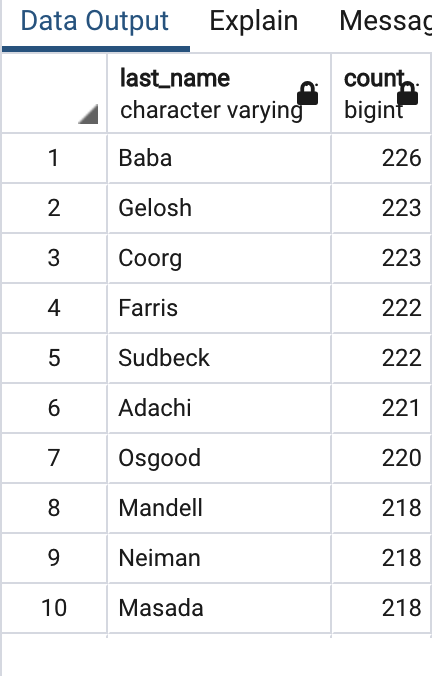 Data Output Explain Messag
last_name count
character varying bigint
1 Baba 226
2 Gelosh 223
3 Coorg 223
4 Farris 222
5 Sudbeck 222
6 Adachi 221
7 Osgood 220
8 Mandell 218
9 Neiman 218
10 Masada 218